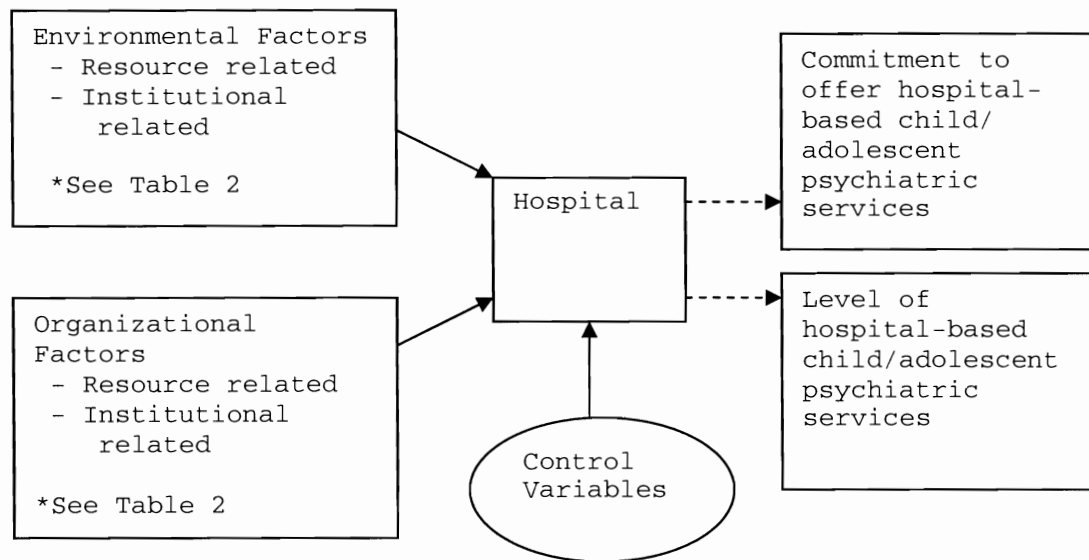 Environmental Factors
- Resource related
- Institutional
related
*See Table 2
Organizational
Factors
- Resource related
- Institutional
related
*See Table 2
Hospital
Control
Variables
Commitment to
offer hospital-
based child/
adolescent
psychiatric
services
Level of
hospital-based
child/adolescent
psychiatric
services